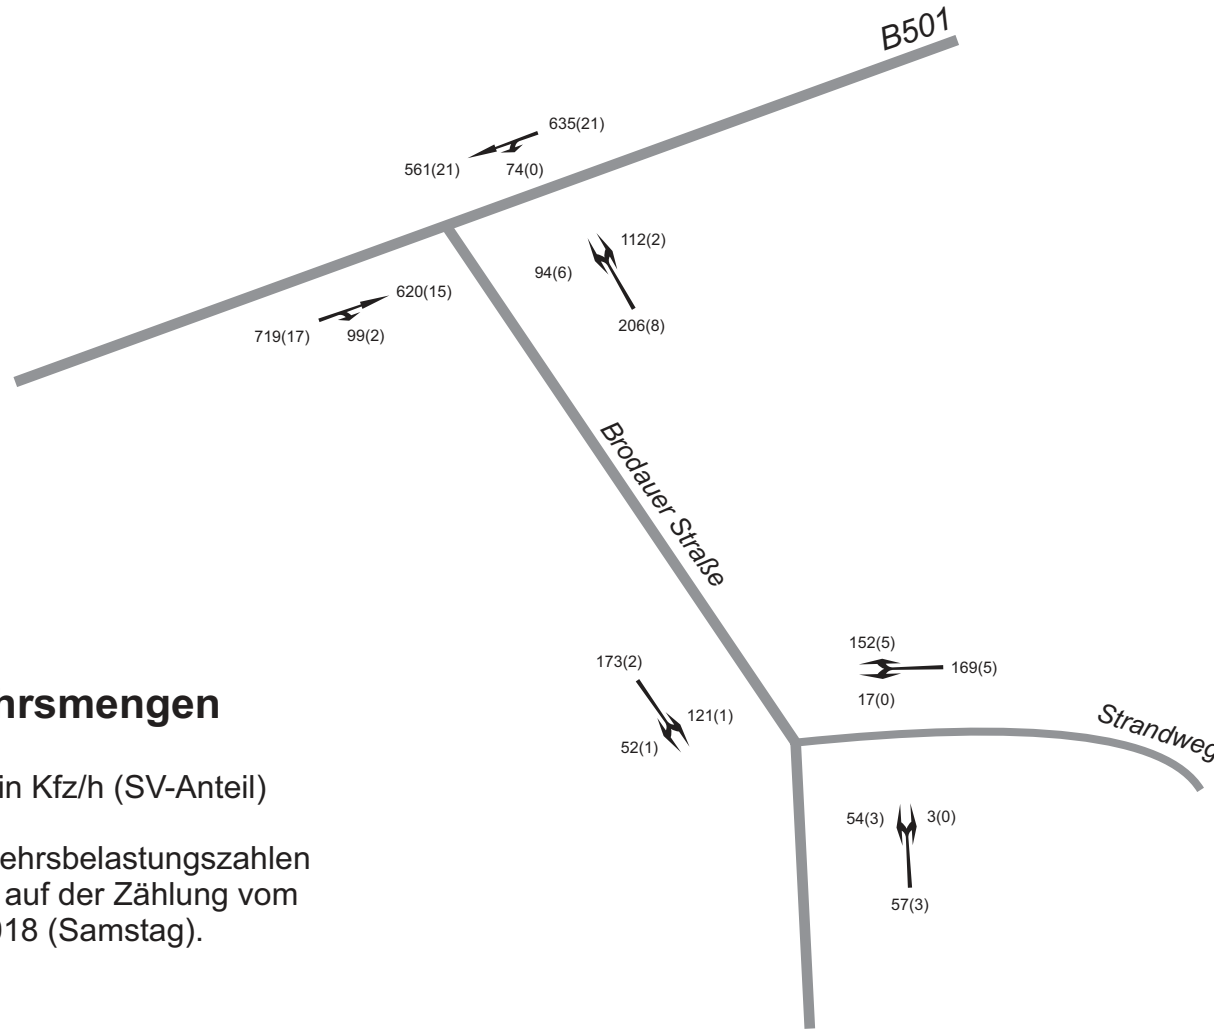 B501
635(21)
561(21)
74(0)
112(2)
94(6)
620(15)
719(17)
99(2)
206(8)
Brodauer Straße
152(5)
173(2)
169(5)
17(0)
hrsmengen
121(1)
Strandweg
52(1)
in Kfz/h (SV-Anteil)
54(3)
3(0)
ehrsbelastungszahlen
auf der Zählung vom
57(3)
018 (Samstag).